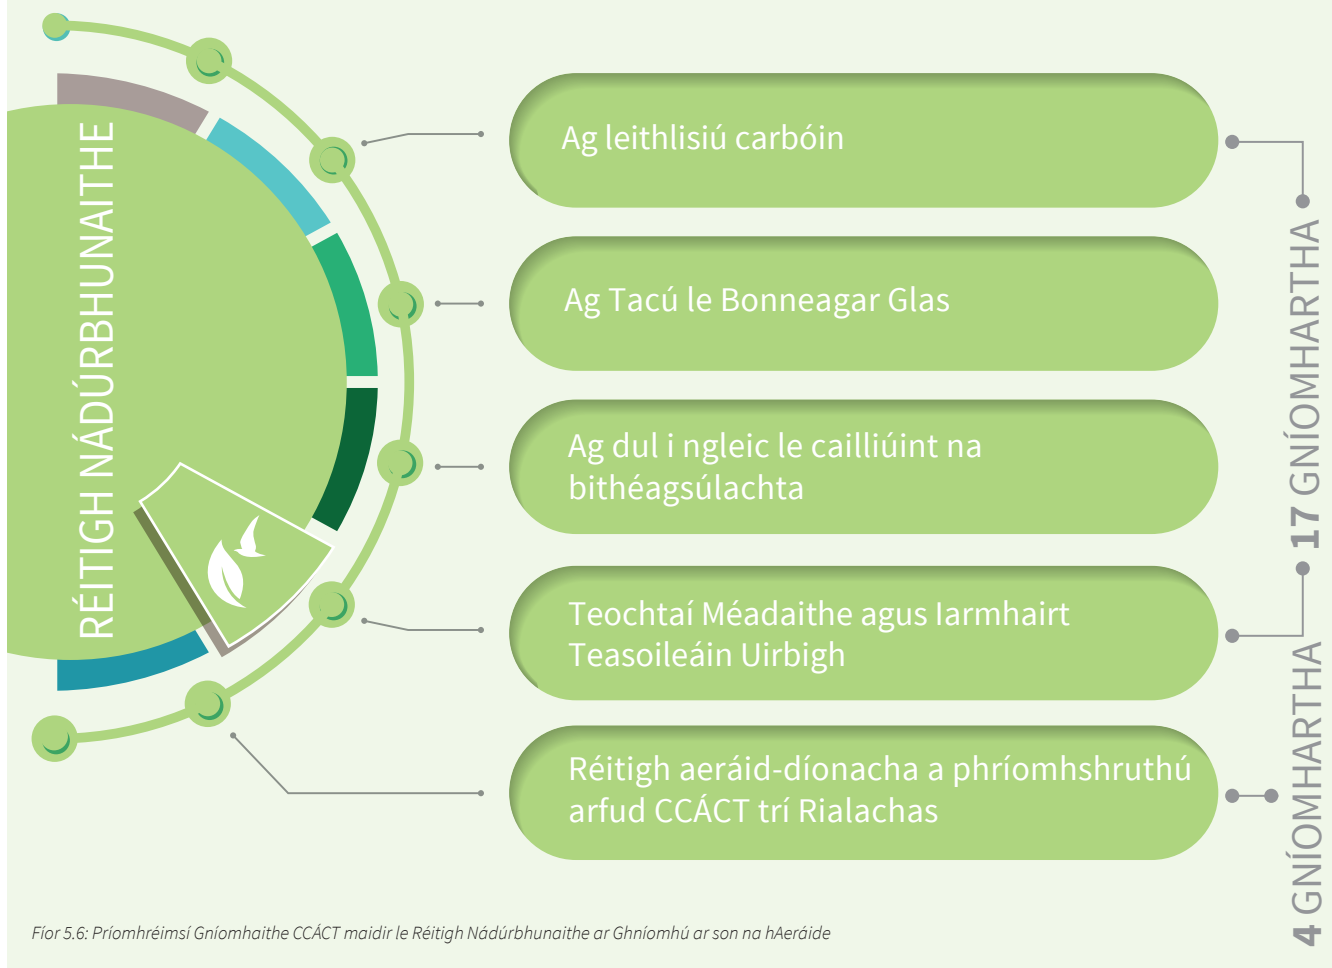 RÉITIGH NÁDÚRBHUNAITHE
Ag leithlisiú carbóin
Ag Tacú le Bonneagar Glas
Ag dul i ngleic le cailliúint na
bithéagsúlachta
Teochtaí Méadaithe agus Iarmhairt
Teasoileáin Uirbigh
Réitigh aeráid-díonacha a phríomhshruthú
arfud CCÁCT trí Rialachas
17 GNÍOMHARTHA
4 GNÍOMHARTHA
Fíor 5.6: Príomhréimsí Gníomhaithe CCÁCT maidir le Réitigh Nádúrbhunaithe ar Ghníomhú ar son na hAeráide